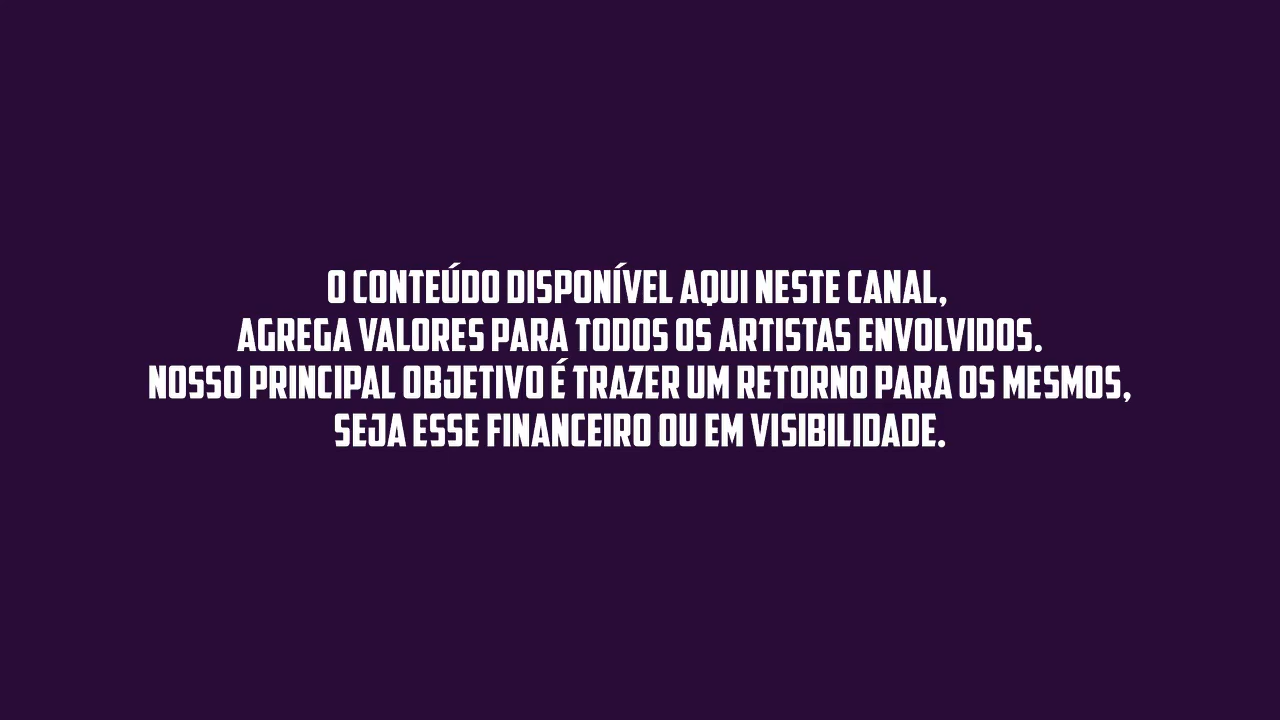 O CONTEÚDO DISPONÍVEL AQUI NESTE CANAL,
AGREGA VALORES PARA TODOS OS ARTISTAS ENVOLVIDOS.
NOSSO PRINCIPAL OBJETIVO É TRAZER UM RETORNO PARA OS MESMOS,
SEJA ESSE FINANCEIRO OU EM VISIBILIDADE.